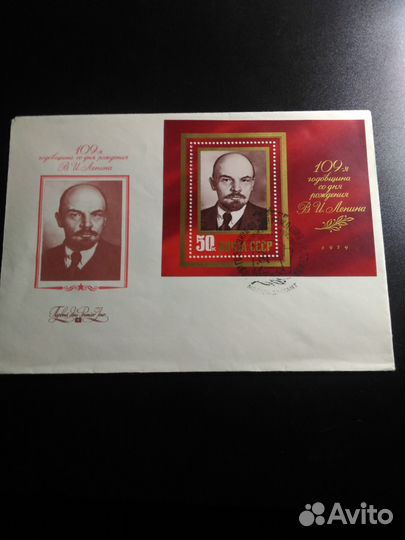 109-я
годовщина со дня рождения
В. И. Ленина
109-я
годовщина
со дня
рождения
В. И. Ленина
1979
50к ПОЧТА СССР
Avito